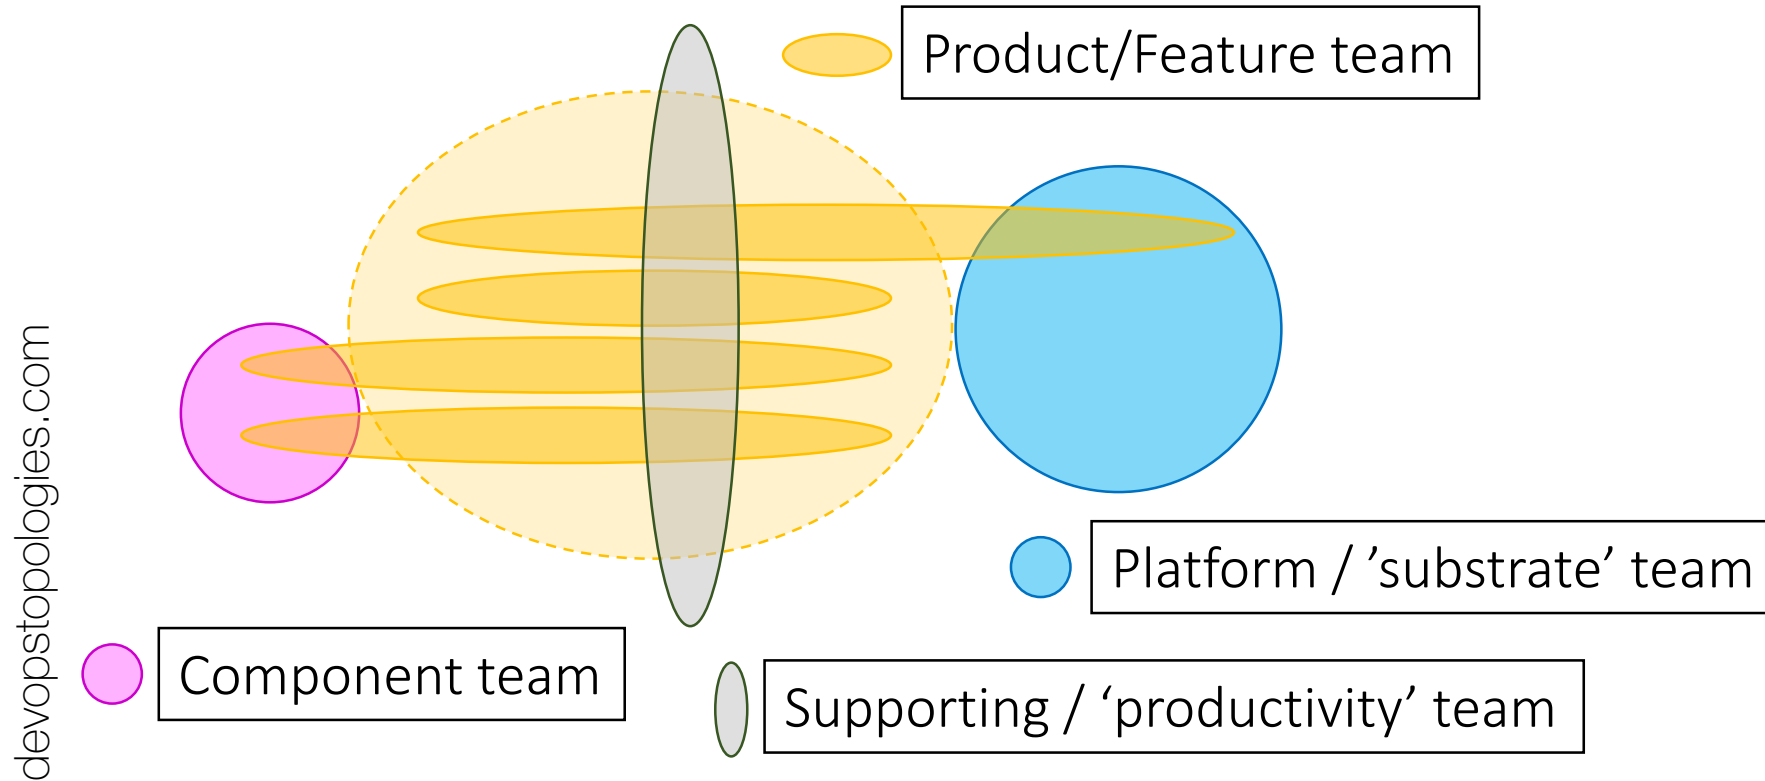 Product/Feature team
Platform / ’substrate’ team
Component team
Supporting / ‘productivity’ team
devopstopologies.com